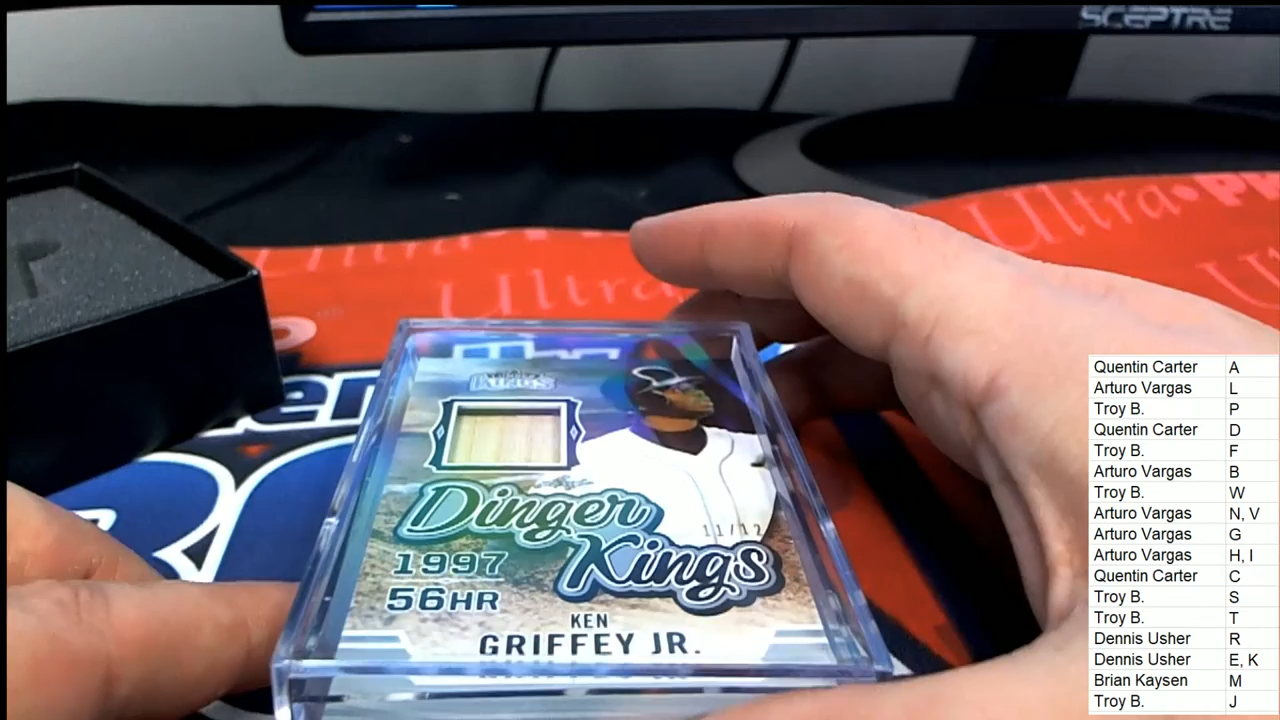 SCEPTRE
Ultra PR
Ultra
KINGS
Dinger
Kings
11/12
1997
56HR
KEN
GRIFFEY JR.
Quentin Carter A
Arturo Vargas L
Troy B. P
Quentin Carter D
Troy B. F
Arturo Vargas B
Troy B. W
Arturo Vargas N, V
Arturo Vargas G
Arturo Vargas H, I
Quentin Carter C
Troy B. S
Troy B. T
Dennis Usher R
Dennis Usher E, K
Brian Kaysen M
Troy B. J